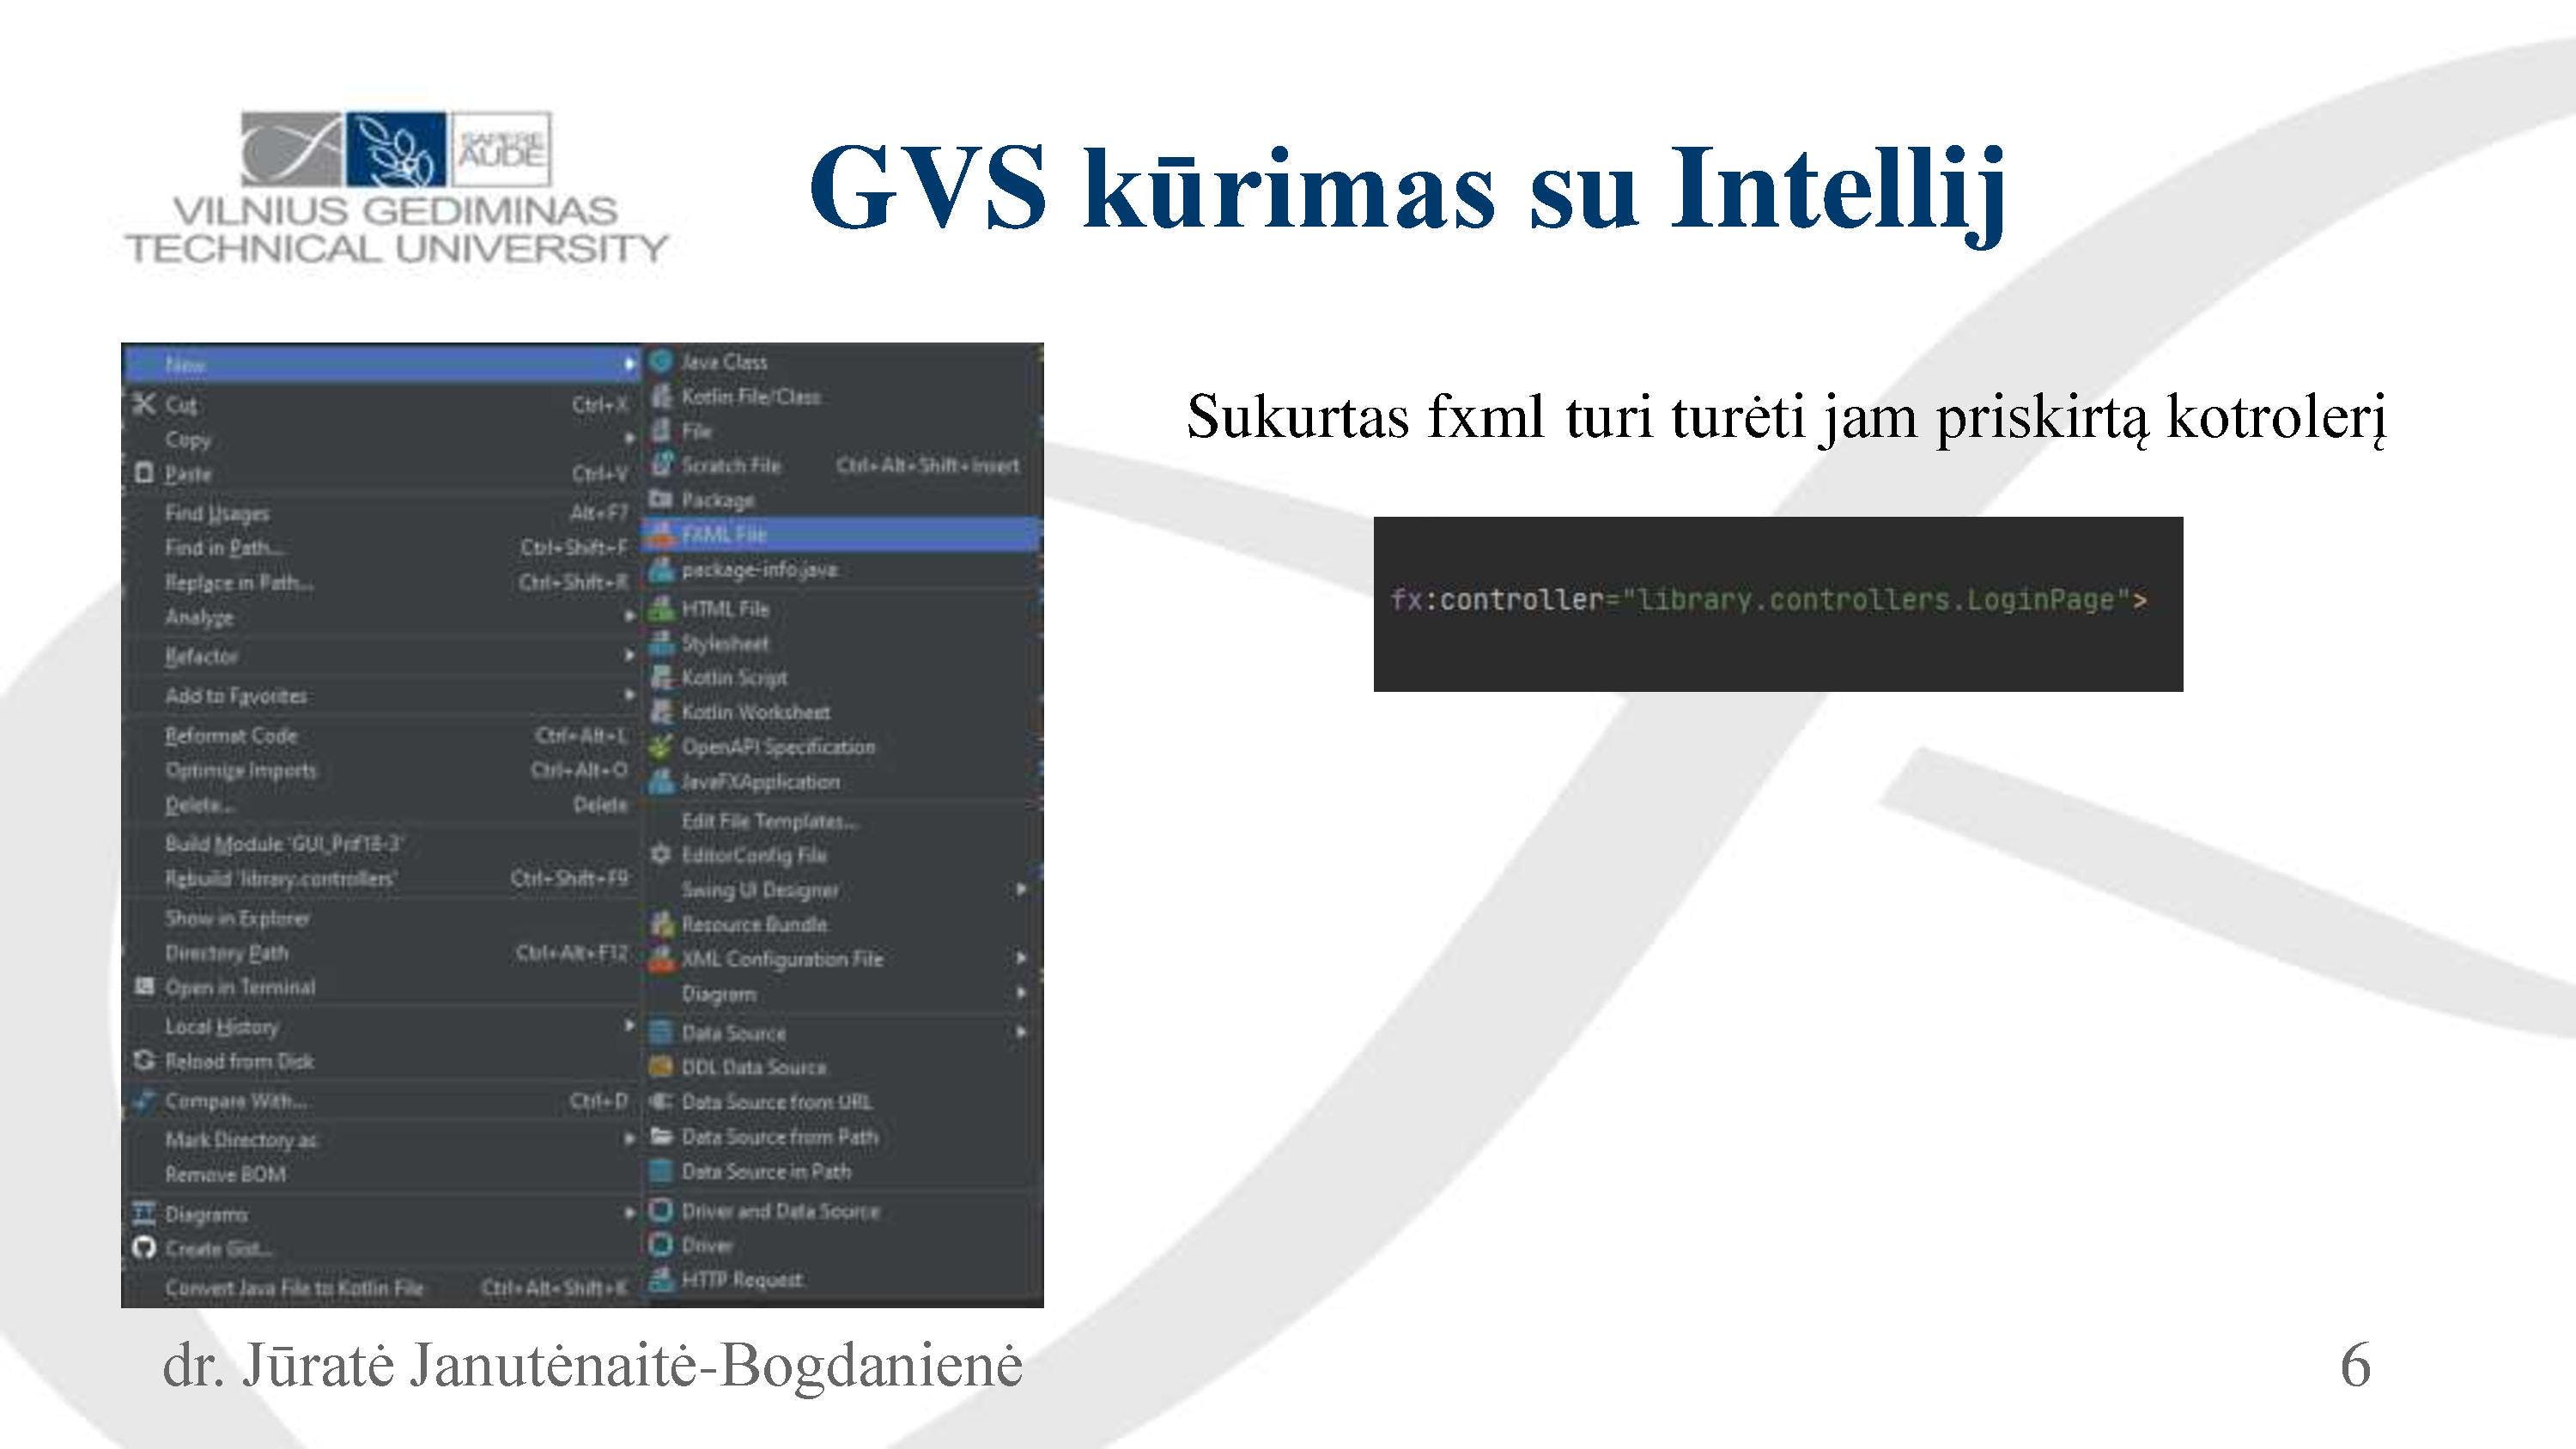 SAPERE
AUDE
VILNIUS GEDIMINAS
TECHNICAL UNIVERSITY
GVS kūrimas su Intellij
New
Cut Ctrl+X
Copy
Paste Ctrl+V
Find Usages Alt+F7
Find in Path... Ctrl+Shift+F
Replace in Path... Ctrl+Shift+R
Analyze
Refactor
Add to Favorites
Reformat Code Ctrl+Alt+L
Optimize Imports Ctrl+Alt+O
Delete... Delete
Build Module 'GUI_Prif18-3'
Rebuild 'library.controllers' Ctrl+Shift+F9
Show in Explorer
Directory Path Ctrl+Alt+F12
Open in Terminal
Local History
Reload from Disk
Compare With... Ctrl+D
Mark Directory as
Remove BOM
Diagrams
Create Gist...
Convert Java File to Kotlin File Ctrl+Alt+Shift+K
Java Class
Kotlin File/Class
File
Scratch File Ctrl+Alt+Shift+Insert
Package
FXML File
package-info.java
HTML File
Stylesheet
Kotlin Script
Kotlin Worksheet
OpenAPI Specification
JavaFXApplication
Edit File Templates...
EditorConfig File
Swing UI Designer
Resource Bundle
XML Configuration File
Diagram
Data Source
DDL Data Source
Data Source from URL
Data Source from Path
Data Source in Path
Driver and Data Source
Driver
HTTP Request
Sukurtas fxml turi turėti jam priskirtą kotrolerį
fx:controller="library.controllers.LoginPage">
dr. Jūratė Janutėnaitė-Bogdanienė
6